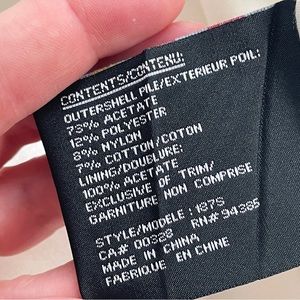 CONTENTS/CONTENU:
OUTERSHELL PILE/EXTERIEUR POIL:
73% ACETATE
12% POLYESTER
8% NYLON
7% COTTON/COTON
LINING/DOUBLURE:
100% ACETATE
EXCLUSIVE OF TRIM/
GARNITURE NON COMPRISE
STYLE/MODELE: 1875
CA# 00328 RN# 94385
MADE IN CHINA
FABRIQUE EN CHINE